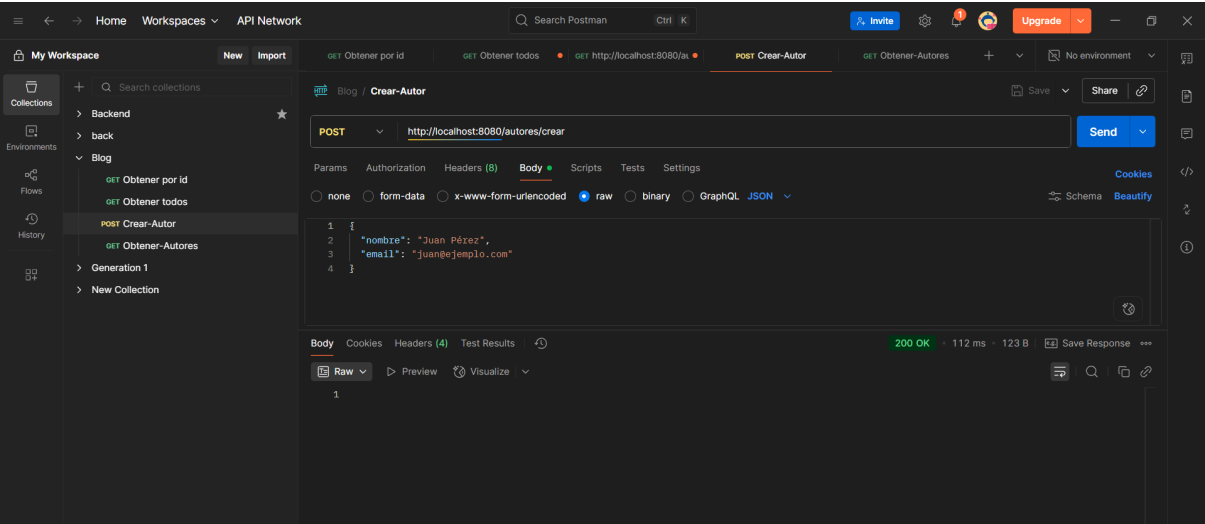 Home Workspaces API Network Search Postman Ctrl K Invite 1 Upgrade
My Workspace New Import GET Obtener por id GET Obtener todos GET http://localhost:8080/au POST Crear-Autor GET Obtener-Autores No environment
Collections
Environments
Flows
History
Search collections
Backend
back
Blog
GET Obtener por id
GET Obtener todos
POST Crear-Autor
GET Obtener-Autores
Generation 1
New Collection
HTTP Blog / Crear-Autor Save Share
POST http://localhost:8080/autores/crear Send
Params Authorization Headers (8) Body Scripts Tests Settings Cookies
none form-data x-www-form-urlencoded raw binary GraphQL JSON Schema Beautify
1 {
2 "nombre": "Juan Pérez",
3 "email": "juan@ejemplo.com"
4 }
Body Cookies Headers (4) Test Results 200 OK • 112 ms • 123 B Save Response
Raw Preview Visualize
1